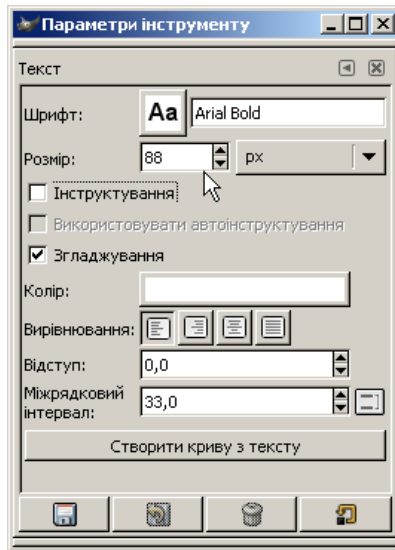 Параметри інструменту
Текст
Шрифт: Aa Arial Bold
Розмір: 88 px
Інструктування
Використовувати автоінструктування
Згладжування
Колір:
Вирівнювання:
Відступ: 0,0
Міжрядковий
інтервал: 33,0
Створити криву з тексту